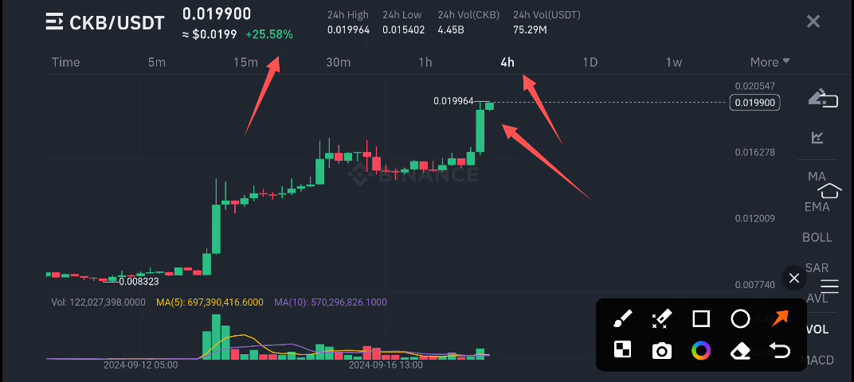 CKB/USDT
0.019900
≈ $0.0199 +25.58%
24h High 24h Low 24h Vol(CKB) 24h Vol(USDT)
0.019964 0.015402 4.45B 75.29M
Time 5m 15m 30m 1h 4h 1D 1w More
0.020547
0.019964
0.019900
0.016278
BINANCE
MA
EMA
0.012009
BOLL
SAR
0.008323
0.007740
AVL
Vol: 122,027,398.0000 MA(5): 697,390,416.6000 MA(10): 570,296,826.1000
VOL
MACD
2024-09-12 05:00 2024-09-16 13:00